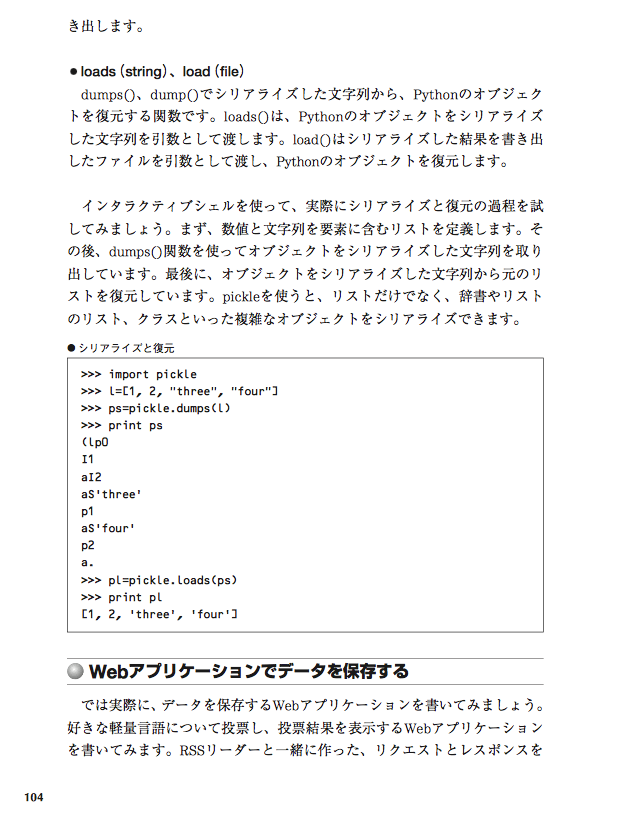 き出します。
●loads（string）、load（file）
dumps()、dump()でシリアライズした文字列から、Pythonのオブジェク
トを復元する関数です。loads()は、Pythonのオブジェクトをシリアライズ
した文字列を引数として渡します。load()はシリアライズした結果を書き出
したファイルを引数として渡し、Pythonのオブジェクトを復元します。
インタラクティブシェルを使って、実際にシリアライズと復元の過程を試
してみましょう。まず、数値と文字列を要素に含むリストを定義します。そ
の後、dumps()関数を使ってオブジェクトをシリアライズした文字列を取り
出しています。最後に、オブジェクトをシリアライズした文字列から元のリ
ストを復元しています。pickleを使うと、リストだけでなく、辞書やリスト
のリスト、クラスといった複雑なオブジェクトをシリアライズできます。
●シリアライズと復元
>>> import pickle
>>> l=[1, 2, "three", "four"]
>>> ps=pickle.dumps(l)
>>> print ps
(lp0
I1
aI2
aS'three'
p1
aS'four'
p2
a.
>>> pl=pickle.loads(ps)
>>> print pl
[1, 2, 'three', 'four']
Webアプリケーションでデータを保存する
では実際に、データを保存するWebアプリケーションを書いてみましょう。
好きな軽量言語について投票し、投票結果を表示するWebアプリケーション
を書いてみます。RSSリーダーと一緒に作った、リクエストとレスポンスを
104